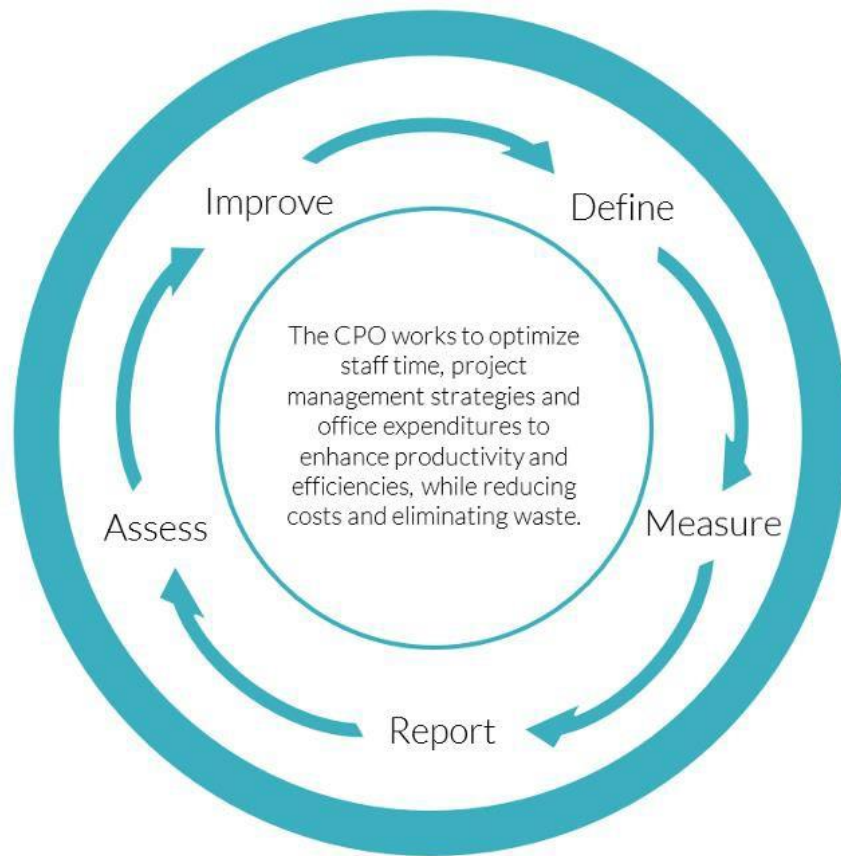 Improve
Define
The CPO works to optimize
staff time, project
management strategies and
office expenditures to
enhance productivity and
efficiencies, while reducing
costs and eliminating waste.
Assess
Measure
Report